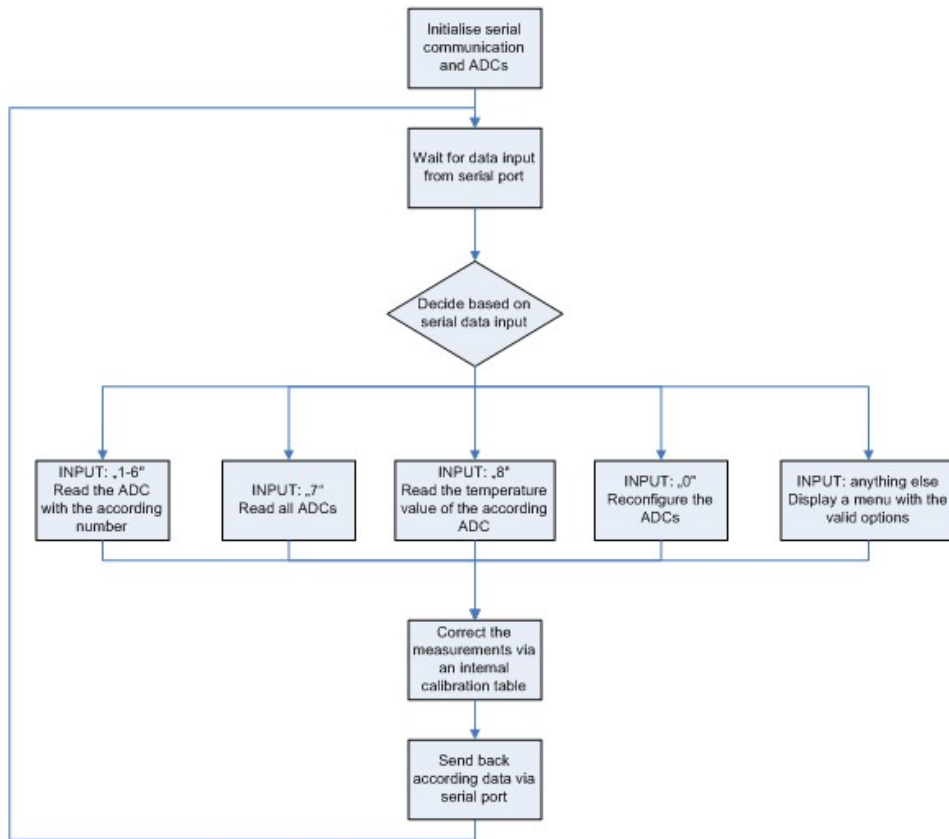 Initialise serial
communication
and ADCs
Wait for data input
from serial port
Decide based on
serial data input
INPUT: „1-6"
Read the ADC
with the according
number
INPUT: „7"
Read all ADCs
INPUT: „8"
Read the temperature
value of the according
ADC
INPUT: „0"
Reconfigure the
ADCs
INPUT: anything else
Display a menu with the
valid options
Correct the
measurements via
an internal
calibration table
Send back
according data via
serial port